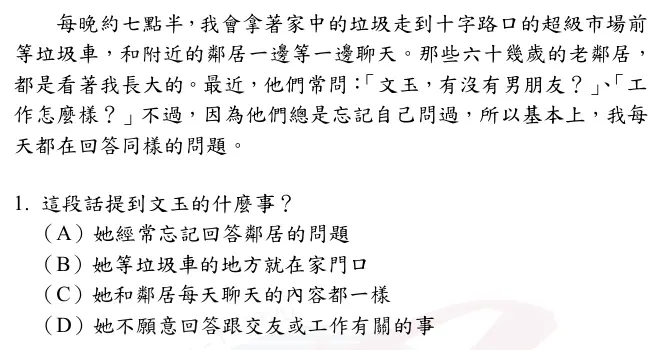 每晚約七點半，我會拿著家中的垃圾走到十字路口的超級市場前
等垃圾車，和附近的鄰居一邊等一邊聊天。那些六十幾歲的老鄰居，
都是看著我長大的。最近，他們常問：「文玉，有沒有男朋友？」、「工
作怎麼樣？」不過，因為他們總是忘記自己問過，所以基本上，我每
天都在回答同樣的問題。
1. 這段話提到文玉的什麼事？
（A）她經常忘記回答鄰居的問題
（B）她等垃圾車的地方就在家門口
（C）她和鄰居每天聊天的內容都一樣
（D）她不願意回答跟交友或工作有關的事